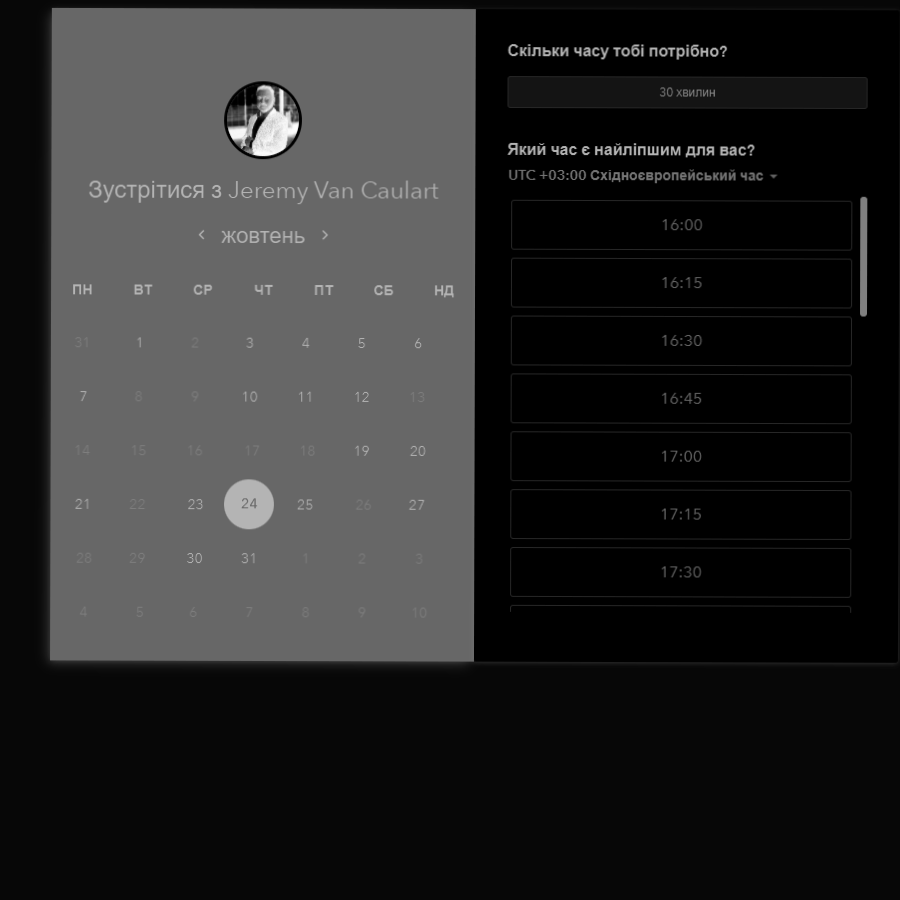 Зустрітися з Jeremy Van Caulart
жовтень
ПН ВТ СР ЧТ ПТ СБ НД
31 1 2 3 4 5 6
7 8 9 10 11 12 13
14 15 16 17 18 19 20
21 22 23 24 25 26 27
28 29 30 31 1 2 3
4 5 6 7 8 9 10
Скільки часу тобі потрібно?
30 хвилин
Який час є найліпшим для вас?
UTC +03:00 Східноєвропейський час
16:00
16:15
16:30
16:45
17:00
17:15
17:30